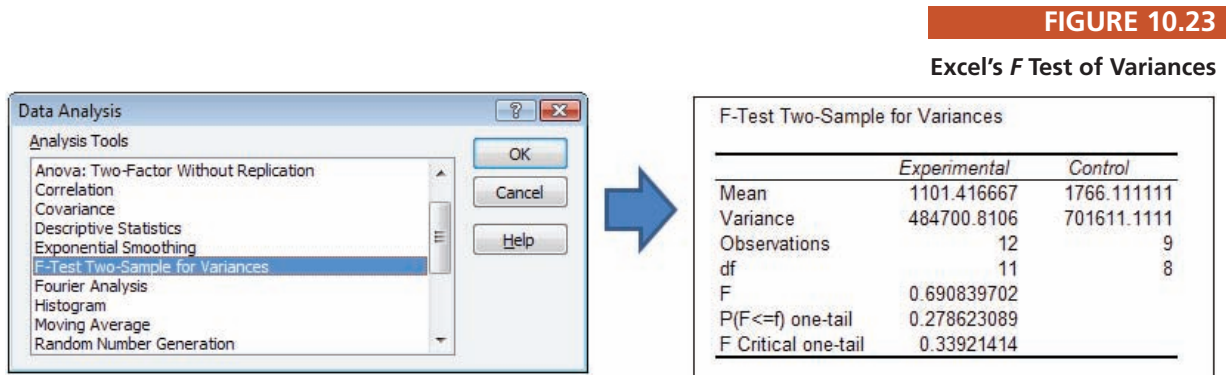 FIGURE 10.23
Excel's F Test of Variances
Data Analysis
Analysis Tools
Anova: Two-Factor Without Replication
Correlation
Covariance
Descriptive Statistics
Exponential Smoothing
F-Test Two-Sample for Variances
Fourier Analysis
Histogram
Moving Average
Random Number Generation
OK
Cancel
Help
F-Test Two-Sample for Variances
Experimental Control
Mean 1101.416667 1766.111111
Variance 484700.8106 701611.1111
Observations 12 9
df 11 8
F 0.690839702
P(F<=f) one-tail 0.278623089
F Critical one-tail 0.33921414